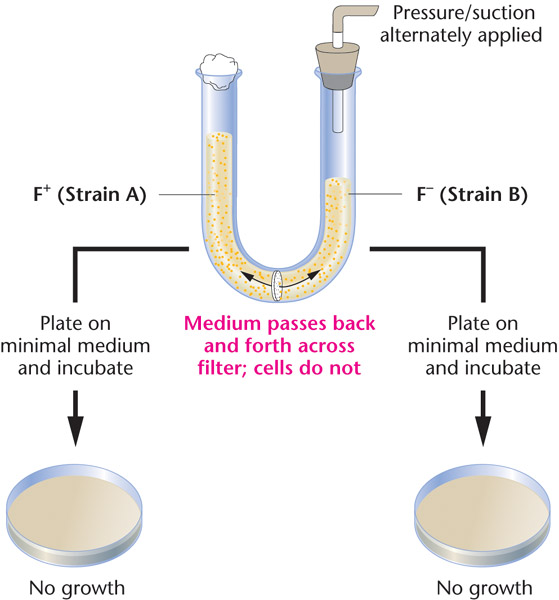 Pressure/suction
alternately applied
F⁺ (Strain A)
F⁻ (Strain B)
Plate on
minimal medium
and incubate
Medium passes back
and forth across
filter; cells do not
Plate on
minimal medium
and incubate
No growth
No growth